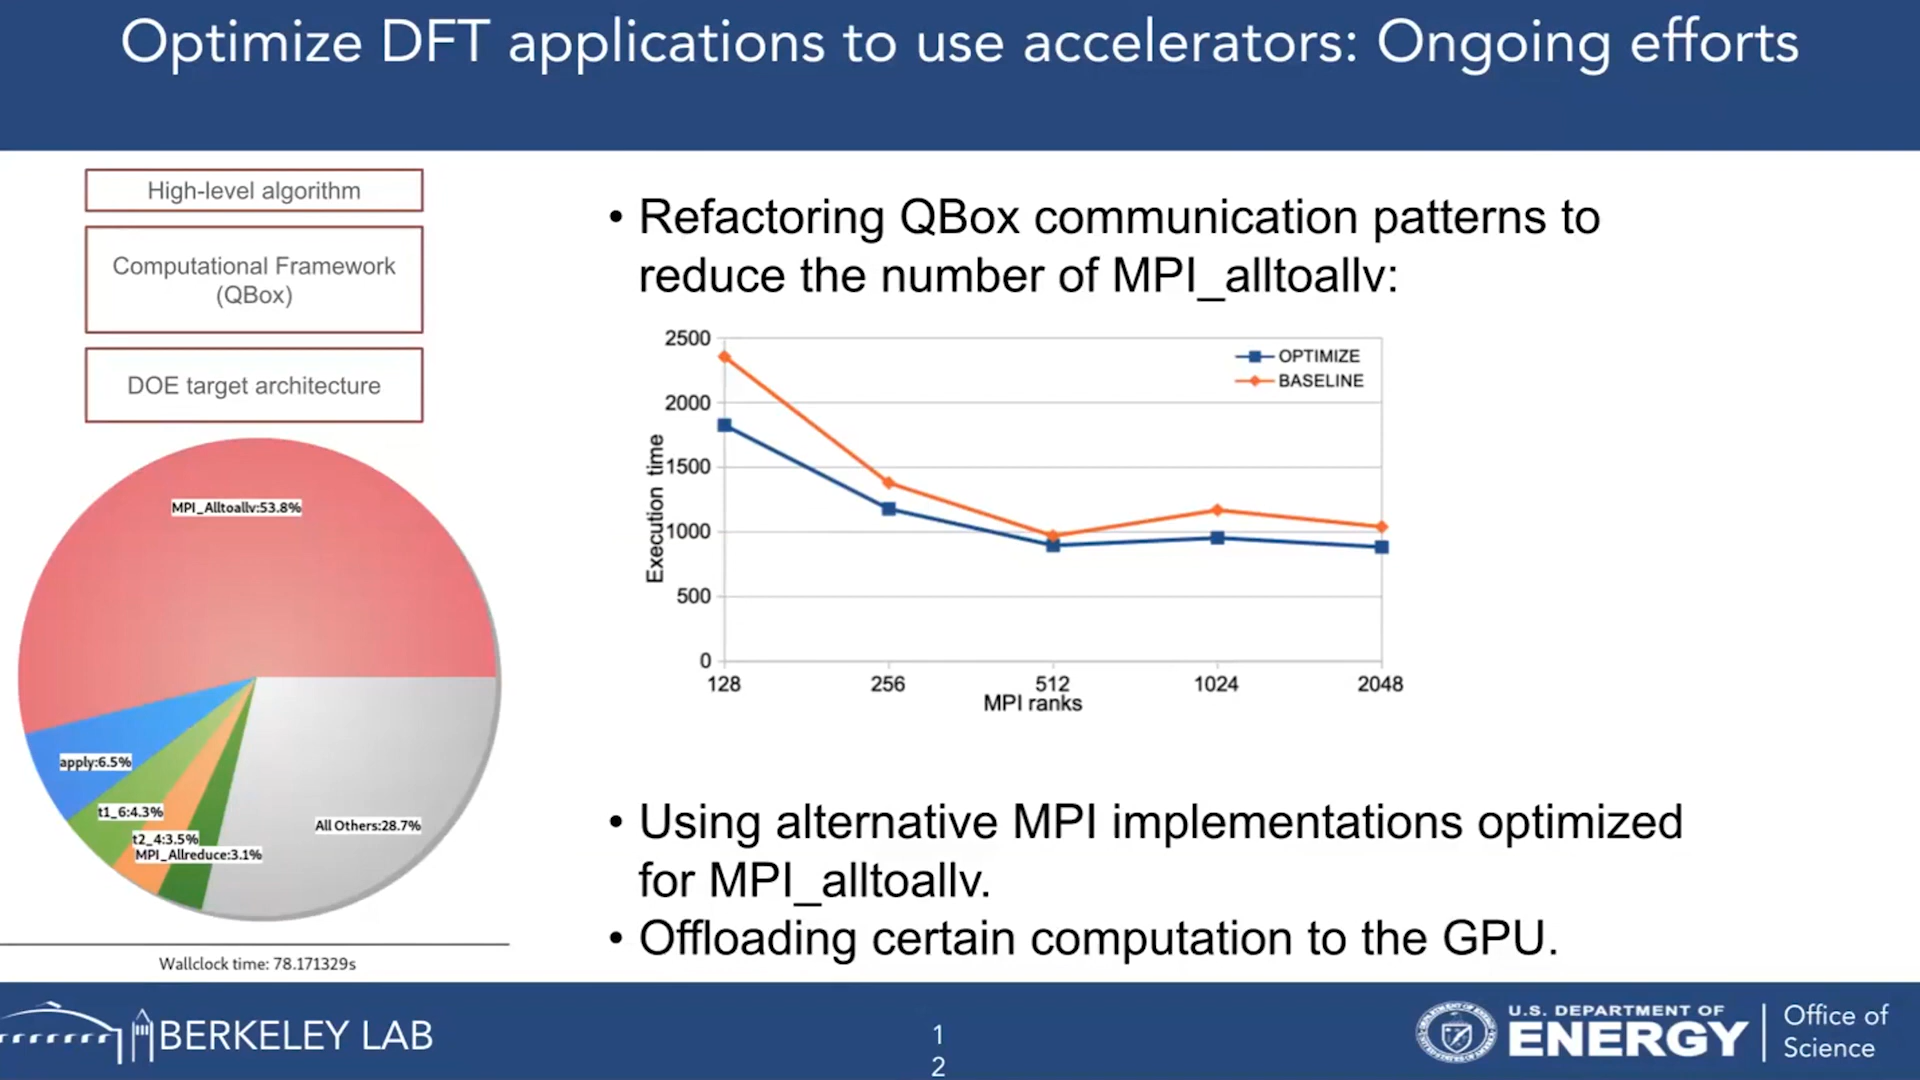 Optimize DFT applications to use accelerators: Ongoing efforts
High-level algorithm
Computational Framework
(QBox)
DOE target architecture
MPI_Alltoallv:53.8%
apply:6.5%
t1_6:4.3%
t2_4:3.5%
MPI_Allreduce:3.1%
All Others:28.7%
Wallclock time: 78.171329s
• Refactoring QBox communication patterns to
reduce the number of MPI_alltoallv:
2500
2000
1500
1000
500
0
Execution time
OPTIMIZE
BASELINE
128 256 512 1024 2048
MPI ranks
• Using alternative MPI implementations optimized
for MPI_alltoallv.
• Offloading certain computation to the GPU.
BERKELEY LAB
1
2
U.S. DEPARTMENT OF
ENERGY
Office of
Science